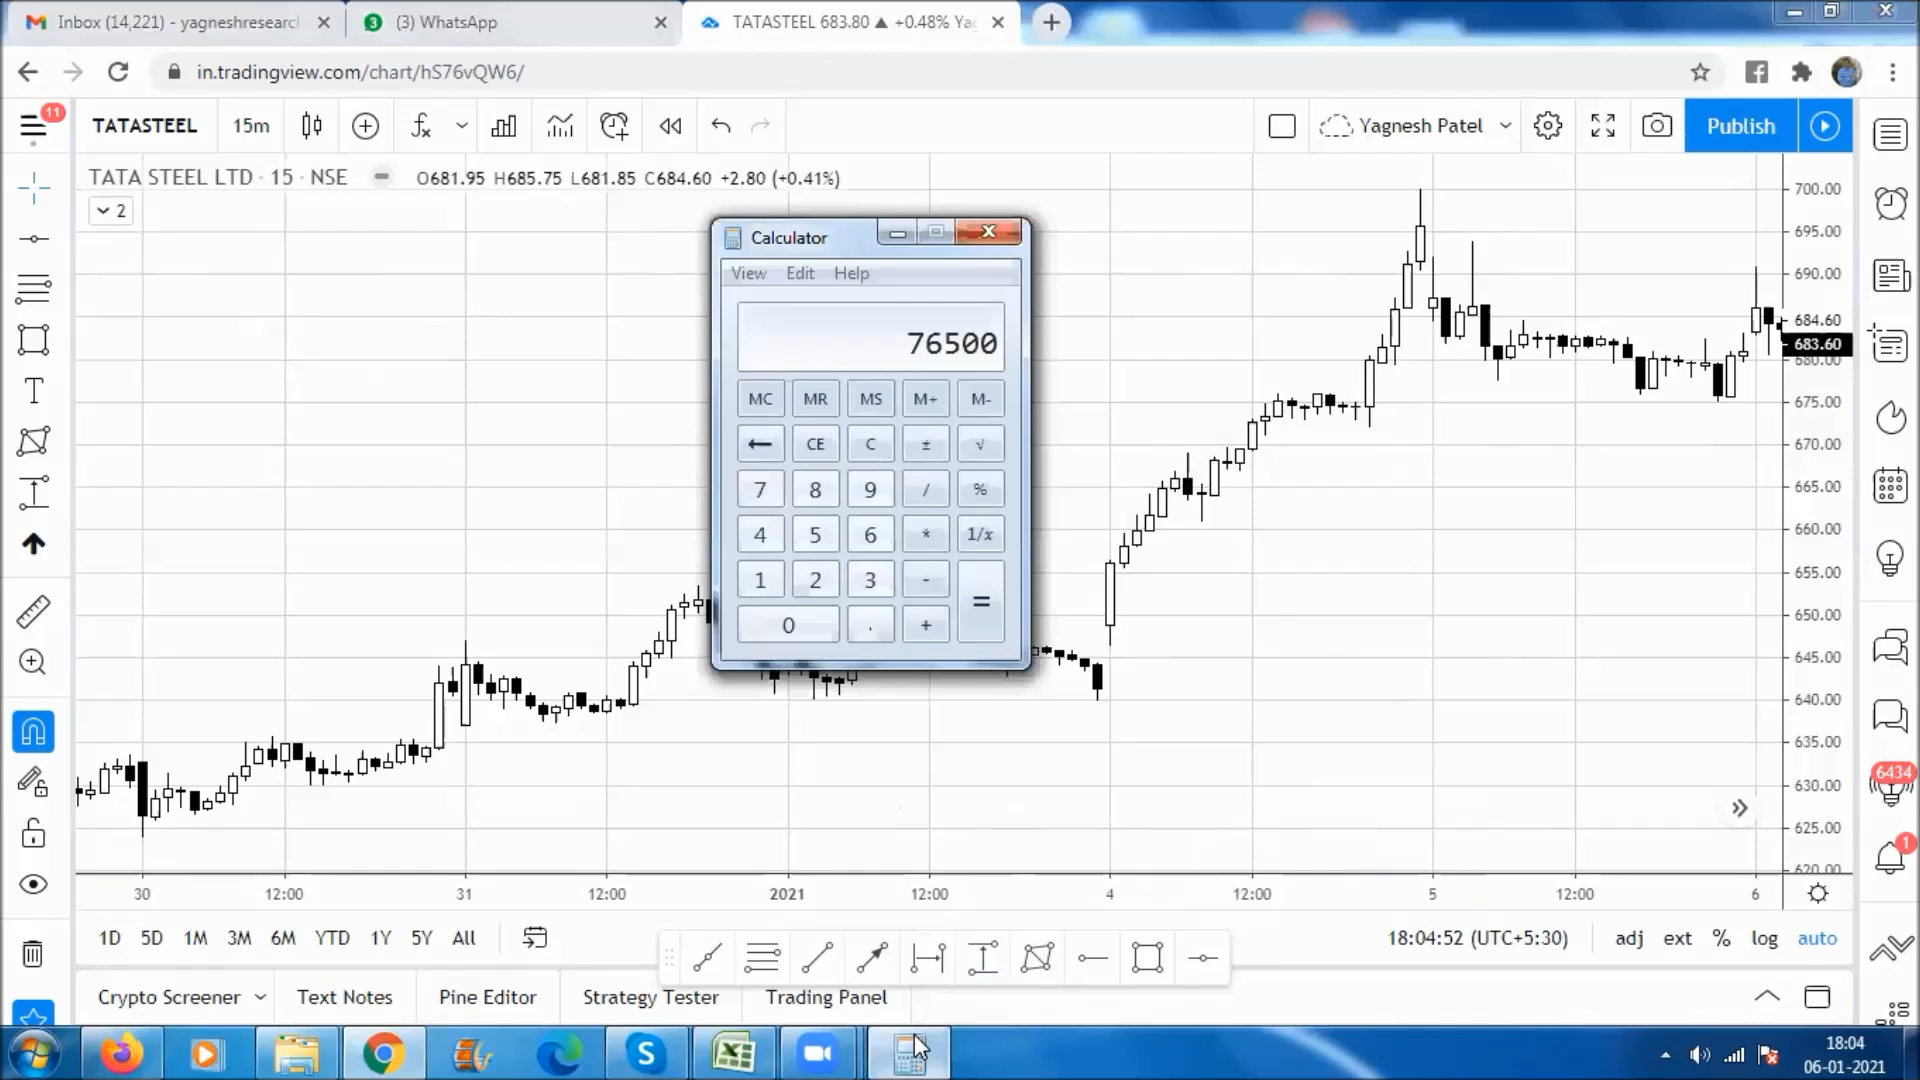 Inbox (14,221) - yagneshresearc
(3) WhatsApp
TATASTEEL 683.80 ▲ +0.48% Ya
in.tradingview.com/chart/hS76vQW6/
11
TATASTEEL
15m
Yagnesh Patel
Publish
TATA STEEL LTD · 15 · NSE
O681.95 H685.75 L681.85 C684.60 +2.80 (+0.41%)
2
Calculator
View Edit Help
76500
MC MR MS M+ M-
← CE C ± √
7 8 9 / %
4 5 6 * 1/x
1 2 3 - =
0 . +
700.00
695.00
690.00
684.60
683.60
680.00
675.00
670.00
665.00
660.00
655.00
650.00
645.00
640.00
635.00
630.00
625.00
620.00
6434
1
30 12:00 31 12:00 2021 12:00 4 12:00 5 12:00 6
1D 5D 1M 3M 6M YTD 1Y 5Y All
18:04:52 (UTC+5:30) adj ext % log auto
Crypto Screener Text Notes Pine Editor Strategy Tester Trading Panel
18:04
06-01-2021